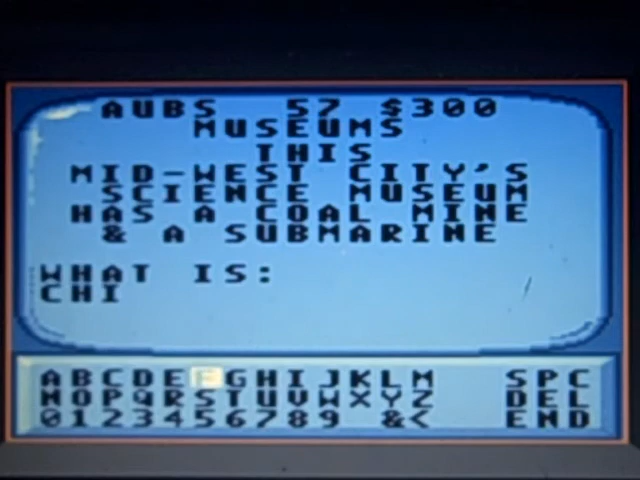 AUBS 57 $300
MUSEUMS
THIS
MID-WEST CITY'S
SCIENCE MUSEUM
HAS A COAL MINE
& A SUBMARINE
WHAT IS:
CHI
ABCDEFGHIJKLM SPC
NOPQRSTUVWXYZ DEL
0123456789 &< END